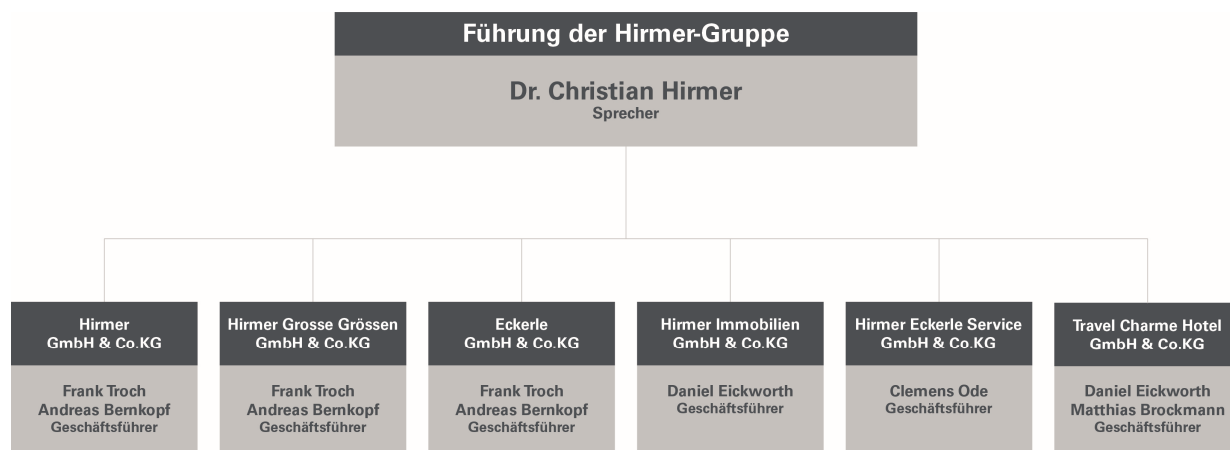 Führung der Hirmer-Gruppe
Dr. Christian Hirmer
Sprecher
Hirmer
GmbH & Co.KG
Frank Troch
Andreas Bernkopf
Geschäftsführer
Hirmer Grosse Grössen
GmbH & Co.KG
Frank Troch
Andreas Bernkopf
Geschäftsführer
Eckerle
GmbH & Co.KG
Frank Troch
Andreas Bernkopf
Geschäftsführer
Hirmer Immobilien
GmbH & Co.KG
Daniel Eickworth
Geschäftsführer
Hirmer Eckerle Service
GmbH & Co.KG
Clemens Ode
Geschäftsführer
Travel Charme Hotel
GmbH & Co.KG
Daniel Eickworth
Matthias Brockmann
Geschäftsführer